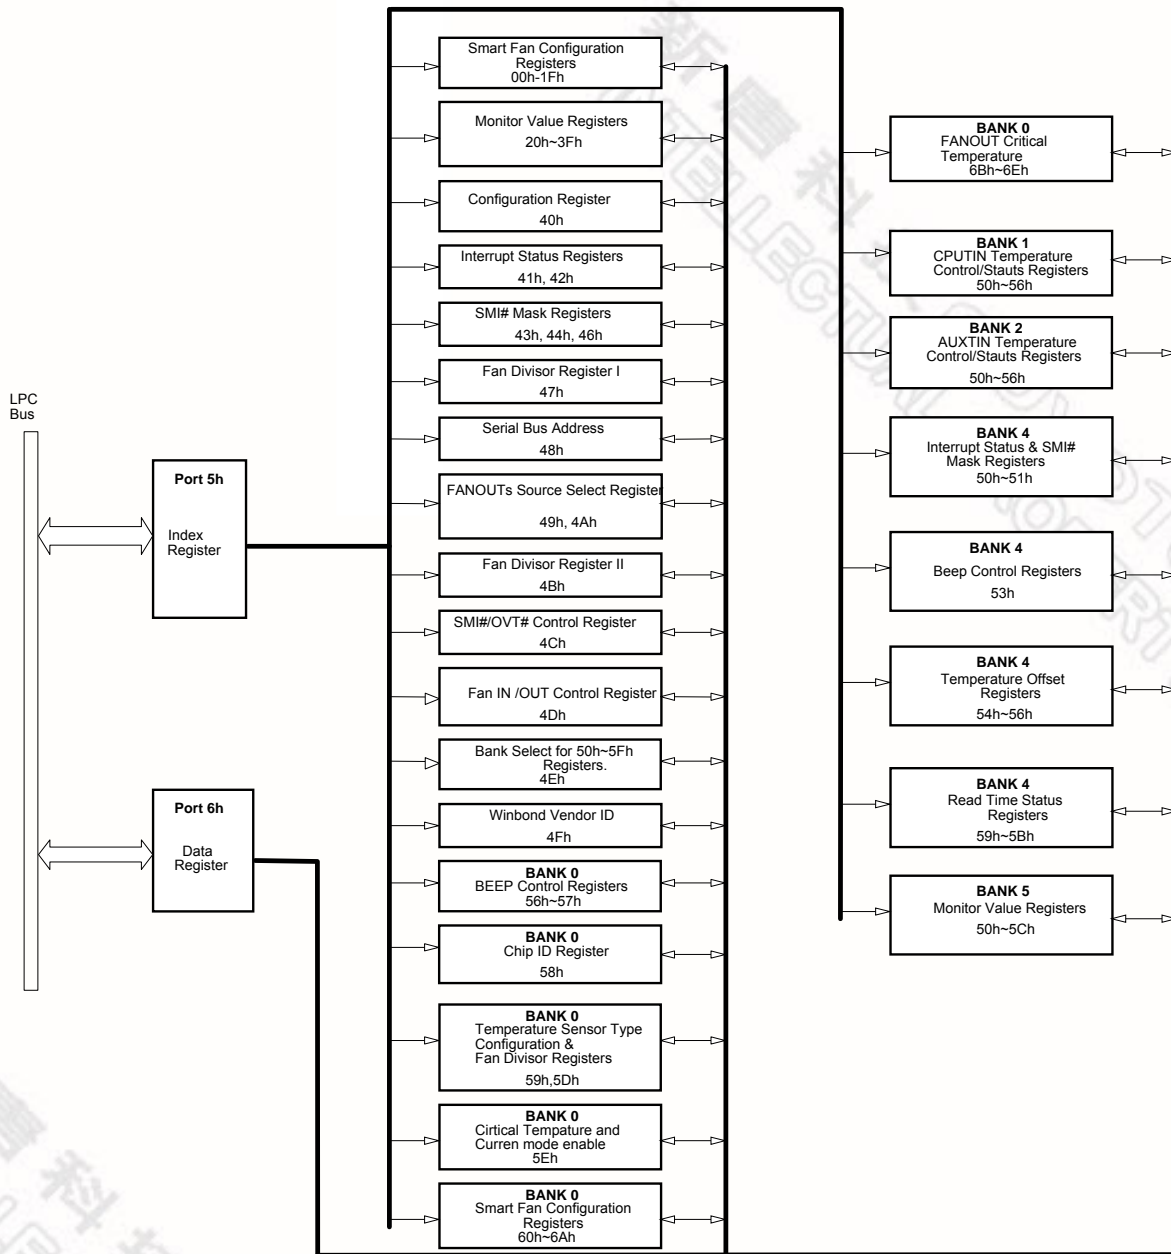 LPC
Bus
Port 5h
Index
Register
Port 6h
Data
Register
Smart Fan Configuration
Registers
00h-1Fh
Monitor Value Registers
20h~3Fh
Configuration Register
40h
Interrupt Status Registers
41h, 42h
SMI# Mask Registers
43h, 44h, 46h
Fan Divisor Register I
47h
Serial Bus Address
48h
FANOUTs Source Select Register
49h, 4Ah
Fan Divisor Register II
4Bh
SMI#/OVT# Control Register
4Ch
Fan IN /OUT Control Register
4Dh
Bank Select for 50h~5Fh
Registers.
4Eh
Winbond Vendor ID
4Fh
BANK 0
BEEP Control Registers
56h~57h
BANK 0
Chip ID Register
58h
BANK 0
Temperature Sensor Type
Configuration &
Fan Divisor Registers
59h,5Dh
BANK 0
Cirtical Tempature and
Curren mode enable
5Eh
BANK 0
Smart Fan Configuration
Registers
60h~6Ah
BANK 0
FANOUT Critical
Temperature
6Bh~6Eh
BANK 1
CPUTIN Temperature
Control/Stauts Registers
50h~56h
BANK 2
AUXTIN Temperature
Control/Stauts Registers
50h~56h
BANK 4
Interrupt Status & SMI#
Mask Registers
50h~51h
BANK 4
Beep Control Registers
53h
BANK 4
Temperature Offset
Registers
54h~56h
BANK 4
Read Time Status
Registers
59h~5Bh
BANK 5
Monitor Value Registers
50h~5Ch